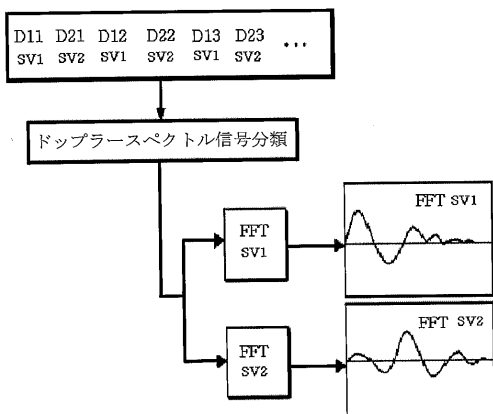 D11 D21 D12 D22 D13 D23 ...
SV1 SV2 SV1 SV2 SV1 SV2
ドップラースペクトル信号分類
FFT
SV1
FFT SV1
FFT
SV2
FFT SV2